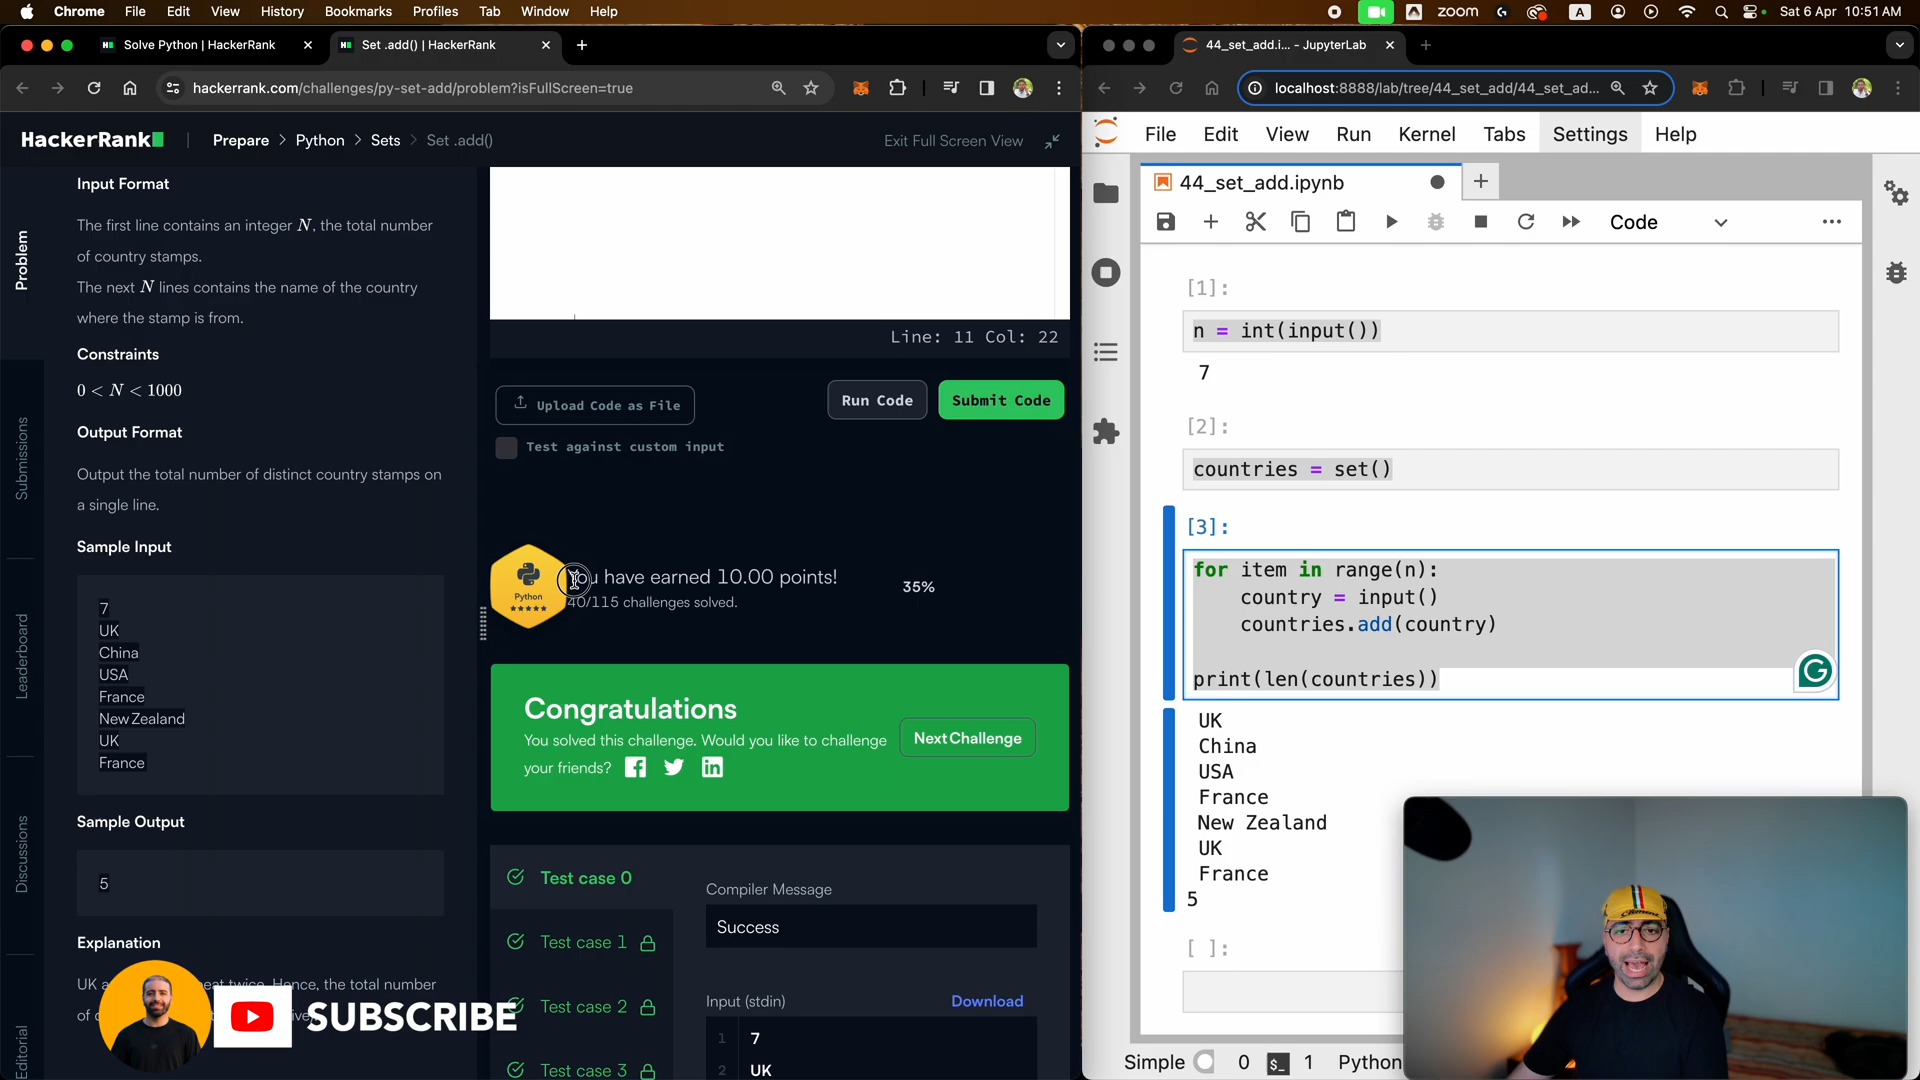 Chrome File Edit View History Bookmarks Profiles Tab Window Help
zoom A Sat 6 Apr 10:51 AM
Solve Python | HackerRank
Set .add() | HackerRank
hackerrank.com/challenges/py-set-add/problem?isFullScreen=true
HackerRank
Prepare > Python > Sets > Set .add()
Exit Full Screen View
Problem
Submissions
Leaderboard
Discussions
Editorial
Input Format
The first line contains an integer N, the total number
of country stamps.
The next N lines contains the name of the country
where the stamp is from.
Constraints
0 < N < 1000
Output Format
Output the total number of distinct country stamps on
a single line.
Sample Input
7
UK
China
USA
France
New Zealand
UK
France
Sample Output
5
Explanation
UK
twice. Hence, the total number
of
SUBSCRIBE
Line: 11 Col: 22
Upload Code as File
Run Code
Submit Code
Test against custom input
Python
You have earned 10.00 points!
40/115 challenges solved.
35%
Congratulations
You solved this challenge. Would you like to challenge
your friends?
Next Challenge
Test case 0
Test case 1
Test case 2
Test case 3
Compiler Message
Success
Input (stdin)
Download
1 7
2 UK
44_set_add.i... - JupyterLab
localhost:8888/lab/tree/44_set_add/44_set_ad...
File Edit View Run Kernel Tabs Settings Help
44_set_add.ipynb
Code
[1]:
n = int(input())
7
[2]:
countries = set()
[3]:
for item in range(n):
    country = input()
    countries.add(country)
print(len(countries))
UK
China
USA
France
New Zealand
UK
France
5
[ ]:
Simple 0 $_ 1 Python